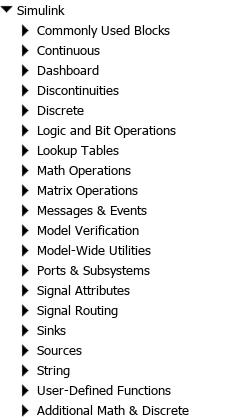 Simulink
Commonly Used Blocks
Continuous
Dashboard
Discontinuities
Discrete
Logic and Bit Operations
Lookup Tables
Math Operations
Matrix Operations
Messages & Events
Model Verification
Model-Wide Utilities
Ports & Subsystems
Signal Attributes
Signal Routing
Sinks
Sources
String
User-Defined Functions
Additional Math & Discrete